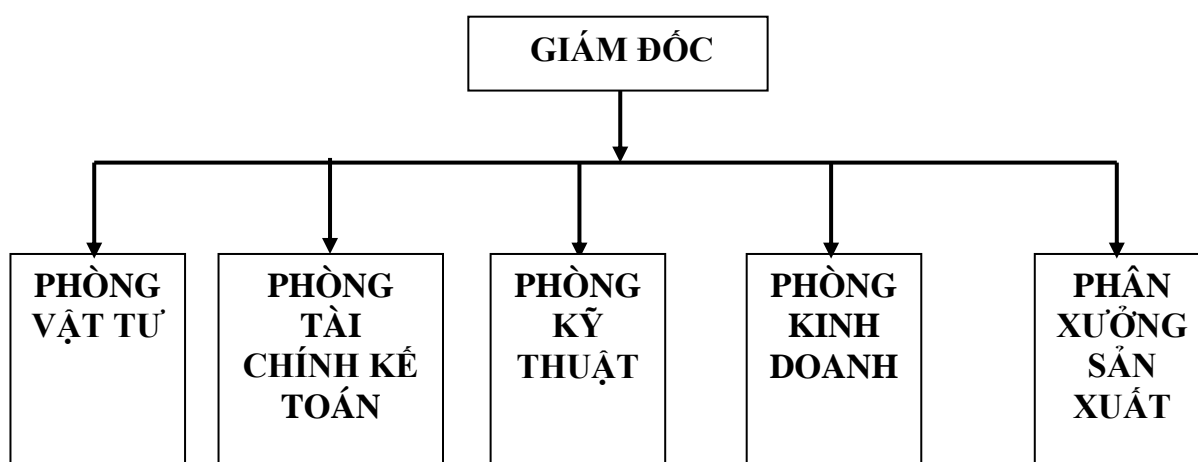 GIÁM ĐỐC
PHÒNG
VẬT TƯ
PHÒNG
TÀI
CHÍNH KẾ
TOÁN
PHÒNG
KỸ
THUẬT
PHÒNG
KINH
DOANH
PHÂN
XƯỞNG
SẢN
XUẤT